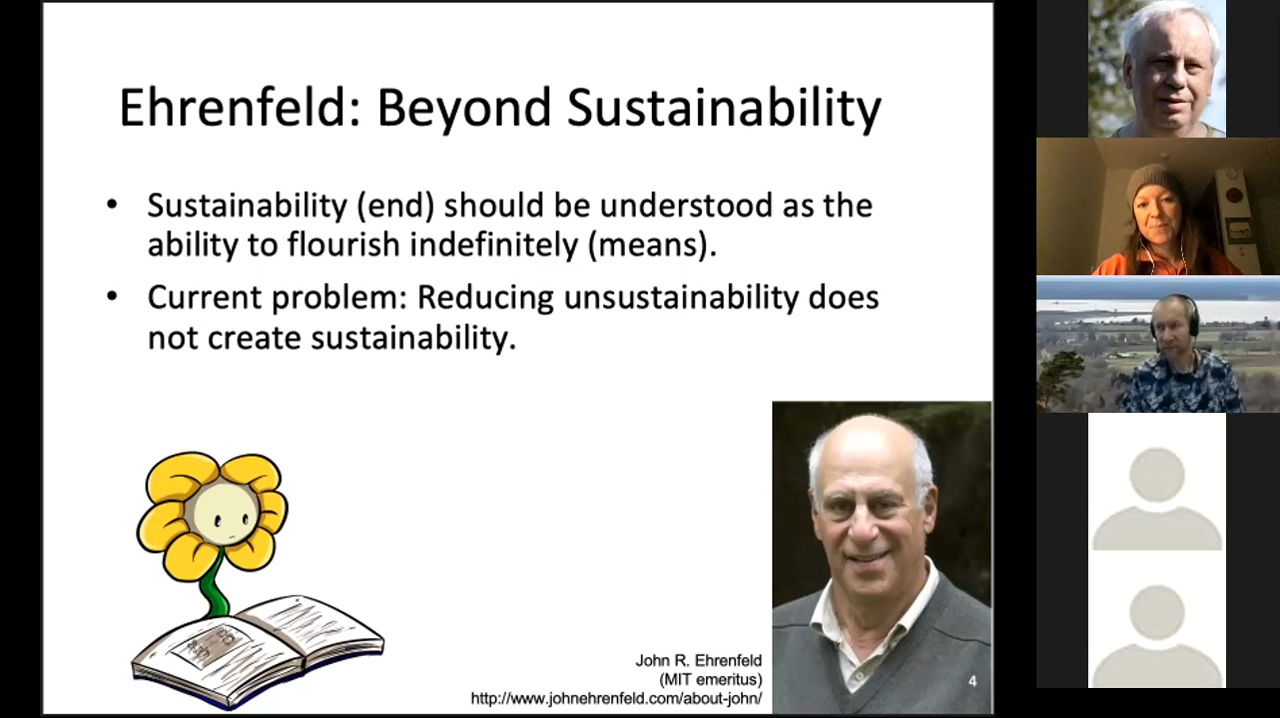 Ehrenfeld: Beyond Sustainability
• Sustainability (end) should be understood as the
ability to flourish indefinitely (means).
• Current problem: Reducing unsustainability does
not create sustainability.
John R. Ehrenfeld
(MIT emeritus)
http://www.johnehrenfeld.com/about-john/
4